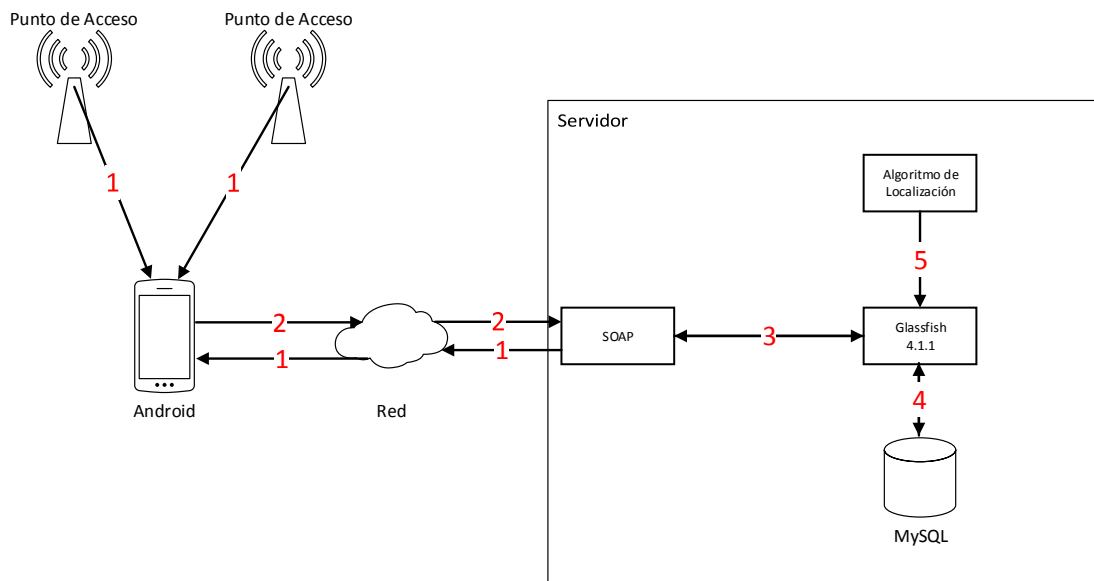 Punto de Acceso
Punto de Acceso
Servidor
Algoritmo de
Localización
1
1
5
2
2
SOAP
3
Glassfish
4.1.1
1
1
4
Android
Red
MySQL